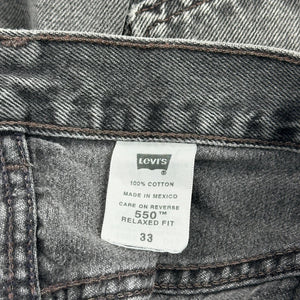 Levi's
100% COTTON
MADE IN MEXICO
CARE ON REVERSE
550™
RELAXED FIT
33